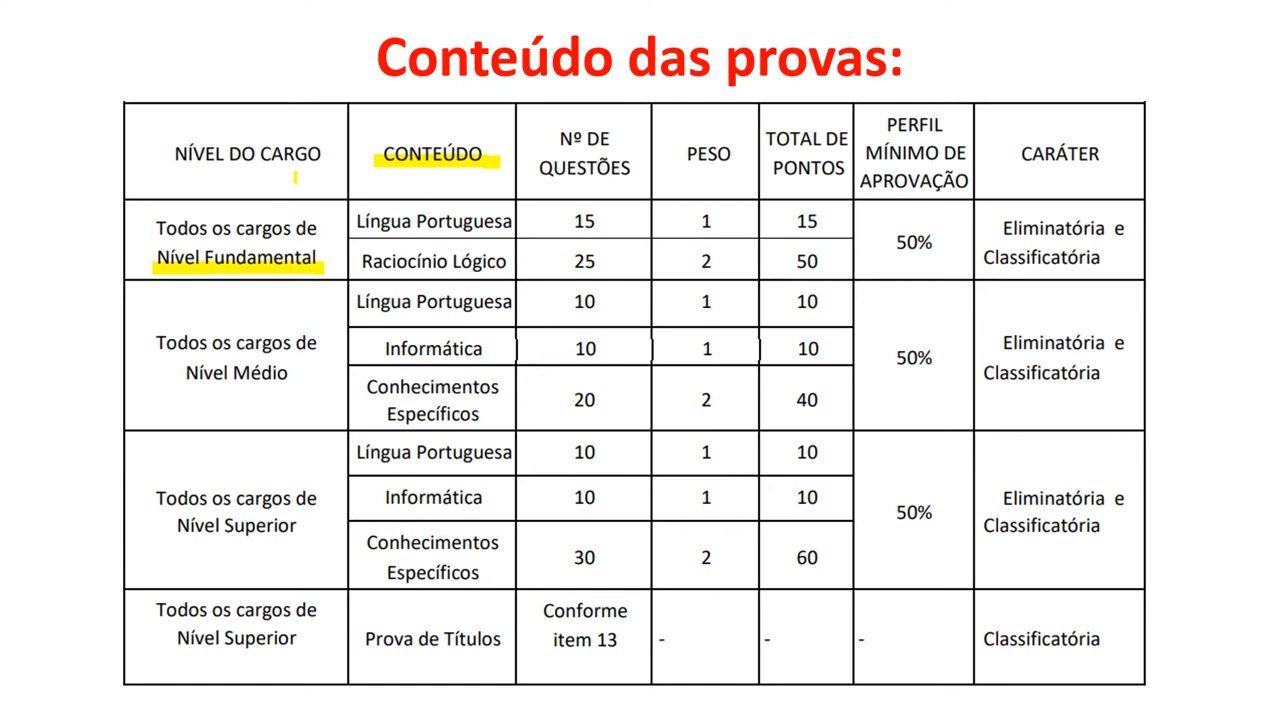 Conteúdo das provas:
NÍVEL DO CARGO
CONTEÚDO
Nº DE
QUESTÕES
PESO
TOTAL DE
PONTOS
PERFIL
MÍNIMO DE
APROVAÇÃO
CARÁTER
Todos os cargos de
Nível Fundamental
Língua Portuguesa
15
1
15
Raciocínio Lógico
25
2
50
50%
Eliminatória e
Classificatória
Todos os cargos de
Nível Médio
Língua Portuguesa
10
1
10
Informática
10
1
10
Conhecimentos
Específicos
20
2
40
50%
Eliminatória e
Classificatória
Todos os cargos de
Nível Superior
Língua Portuguesa
10
1
10
Informática
10
1
10
Conhecimentos
Específicos
30
2
60
50%
Eliminatória e
Classificatória
Todos os cargos de
Nível Superior
Prova de Títulos
Conforme
item 13
-
-
-
Classificatória